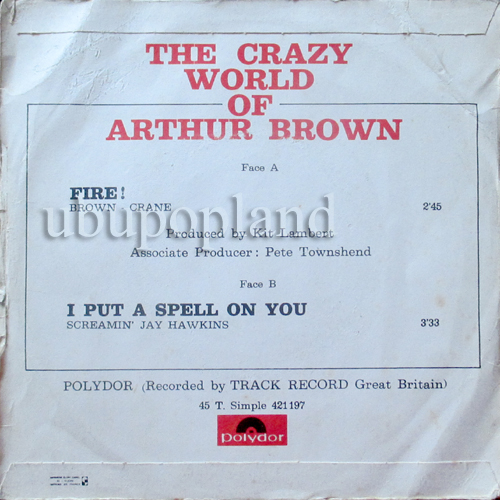 THE CRAZY
WORLD
OF
ARTHUR BROWN
Face A
FIRE!
BROWN - CRANE 2'45
ubupopland
Produced by Kit Lambert
Associate Producer: Pete Townshend
Face B
I PUT A SPELL ON YOU
SCREAMIN' JAY HAWKINS 3'33
POLYDOR (Recorded by TRACK RECORD Great Britain)
45 T. Simple 421 197
polydor